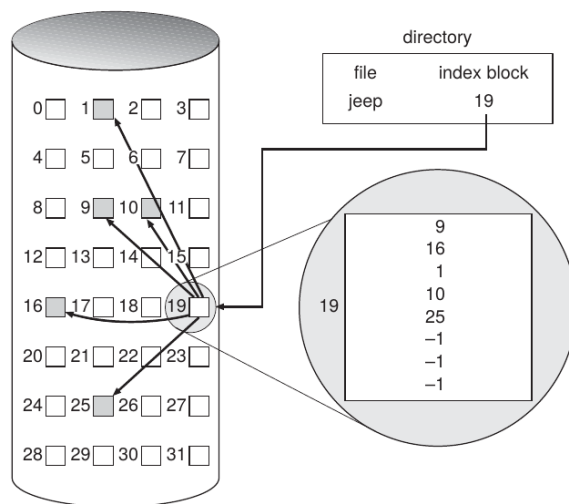 directory
file index block
jeep 19
0 1 2 3
4 5 6 7
8 9 10 11
12 13 14 15
16 17 18 19
20 21 22 23
24 25 26 27
28 29 30 31
19
9
16
1
10
25
–1
–1
–1